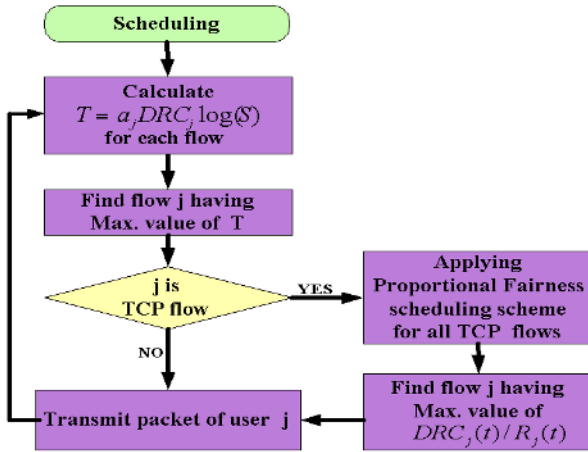 Scheduling
Calculate
T = a_j DRC_j log(S)
for each flow
Find flow j having
Max. value of T
j is
TCP flow
YES
NO
Applying
Proportional Fairness
scheduling scheme
for all TCP flows
Find flow j having
Max. value of
DRC_j(t) / R_j(t)
Transmit packet of user j